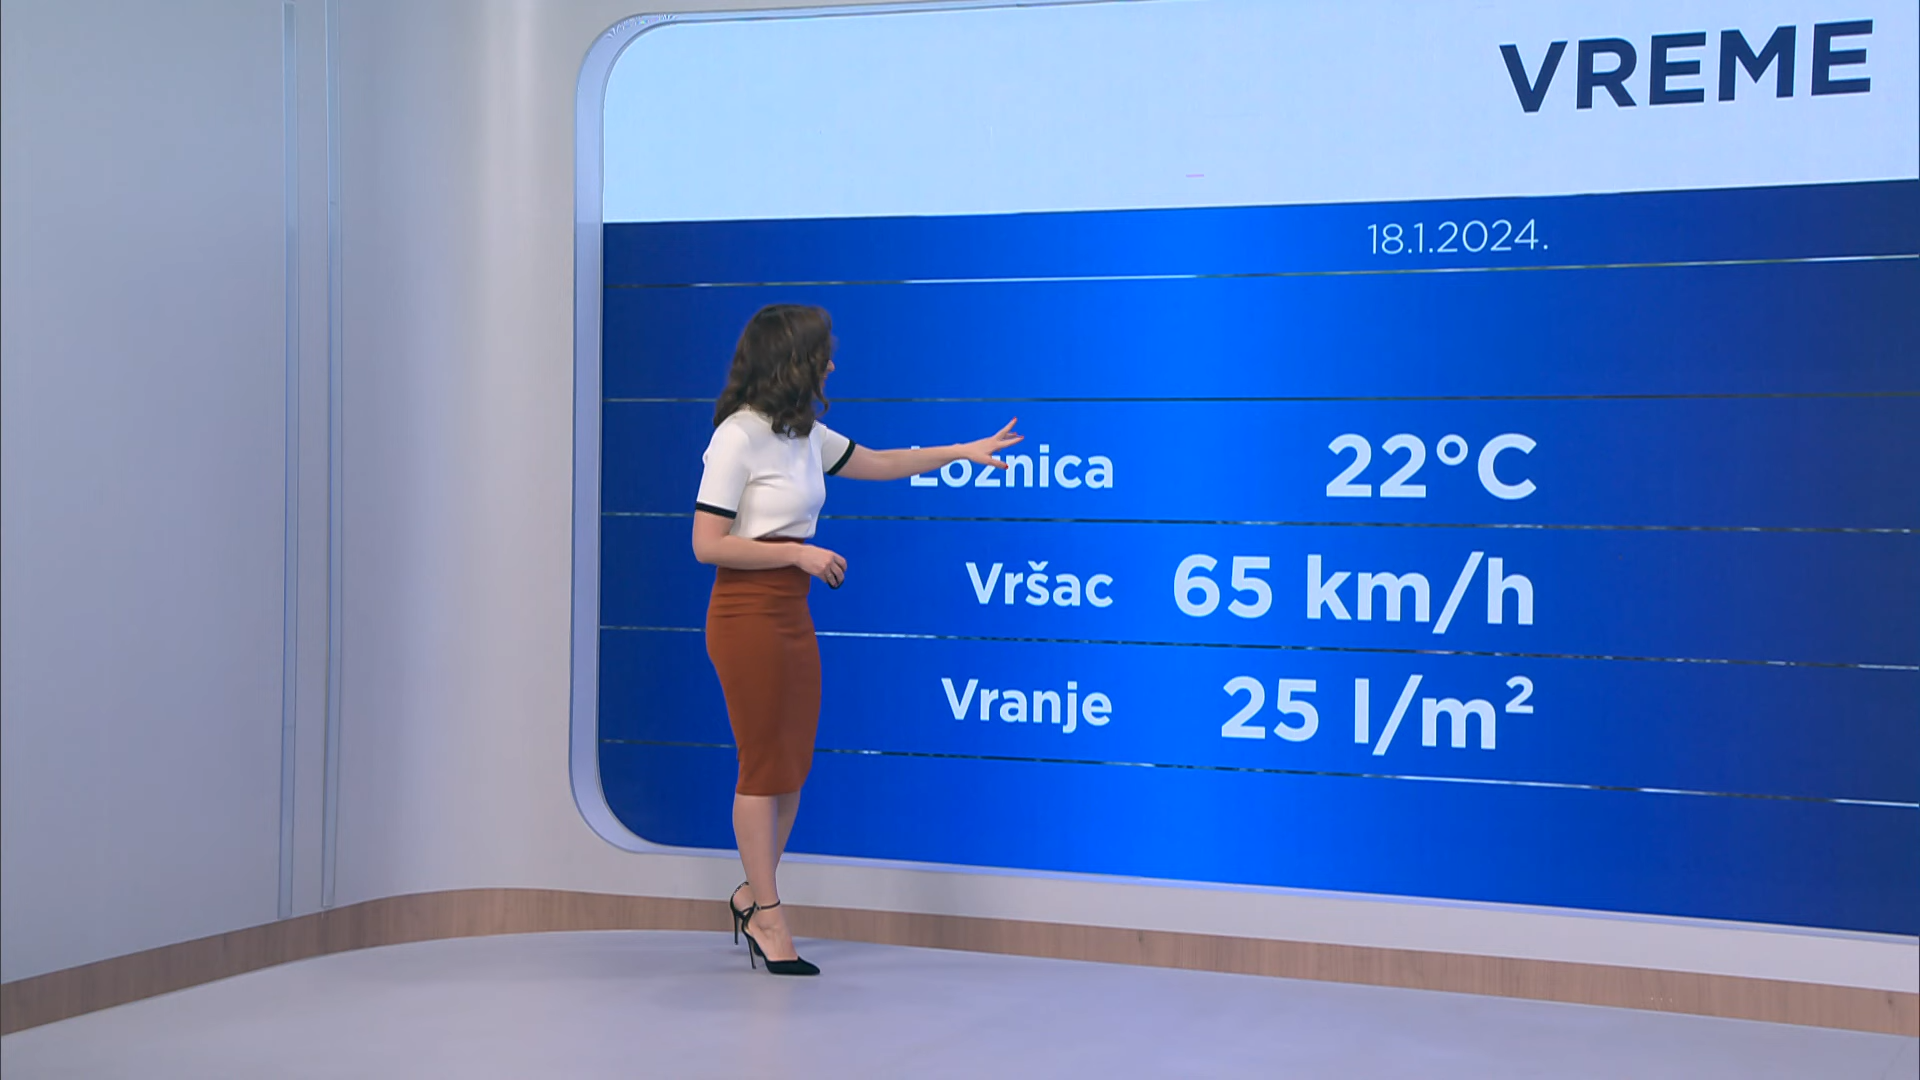 VREME
18.1.2024.
Loznica 22°C
Vršac 65 km/h
Vranje 25 l/m²